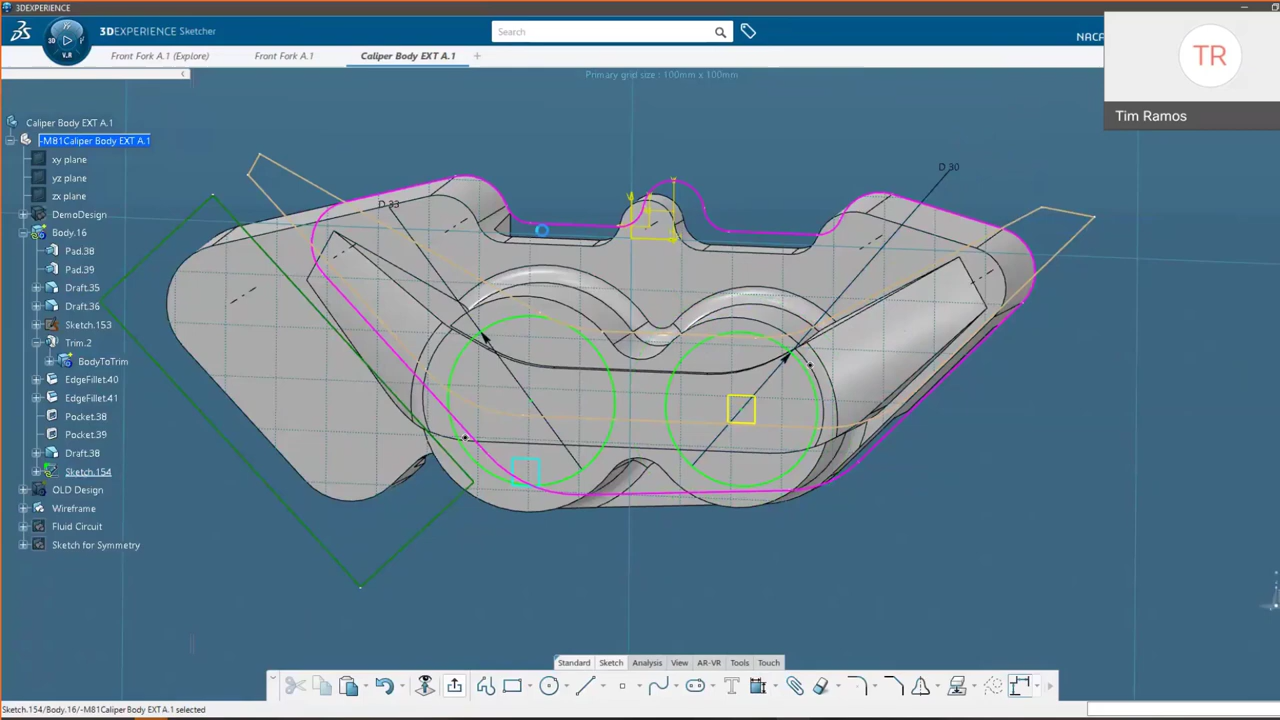 3DEXPERIENCE
3DEXPERIENCE Sketcher
Search
NACA
3D
V.R
TR
Tim Ramos
Front Fork A.1 (Explore)
Front Fork A.1
Caliper Body EXT A.1
Primary grid size : 100mm x 100mm
Caliper Body EXT A.1
-M81Caliper Body EXT A.1
xy plane
yz plane
zx plane
DemoDesign
Body.16
Pad.38
Pad.39
Draft.35
Draft.36
Sketch.153
Trim.2
BodyToTrim
EdgeFillet.40
EdgeFillet.41
Pocket.38
Pocket.39
Draft.38
Sketch.154
OLD Design
Wireframe
Fluid Circuit
Sketch for Symmetry
D 33
D 30
Standard
Sketch
Analysis
View
AR-VR
Tools
Touch
Sketch.154/Body.16/-M81Caliper Body EXT A.1 selected